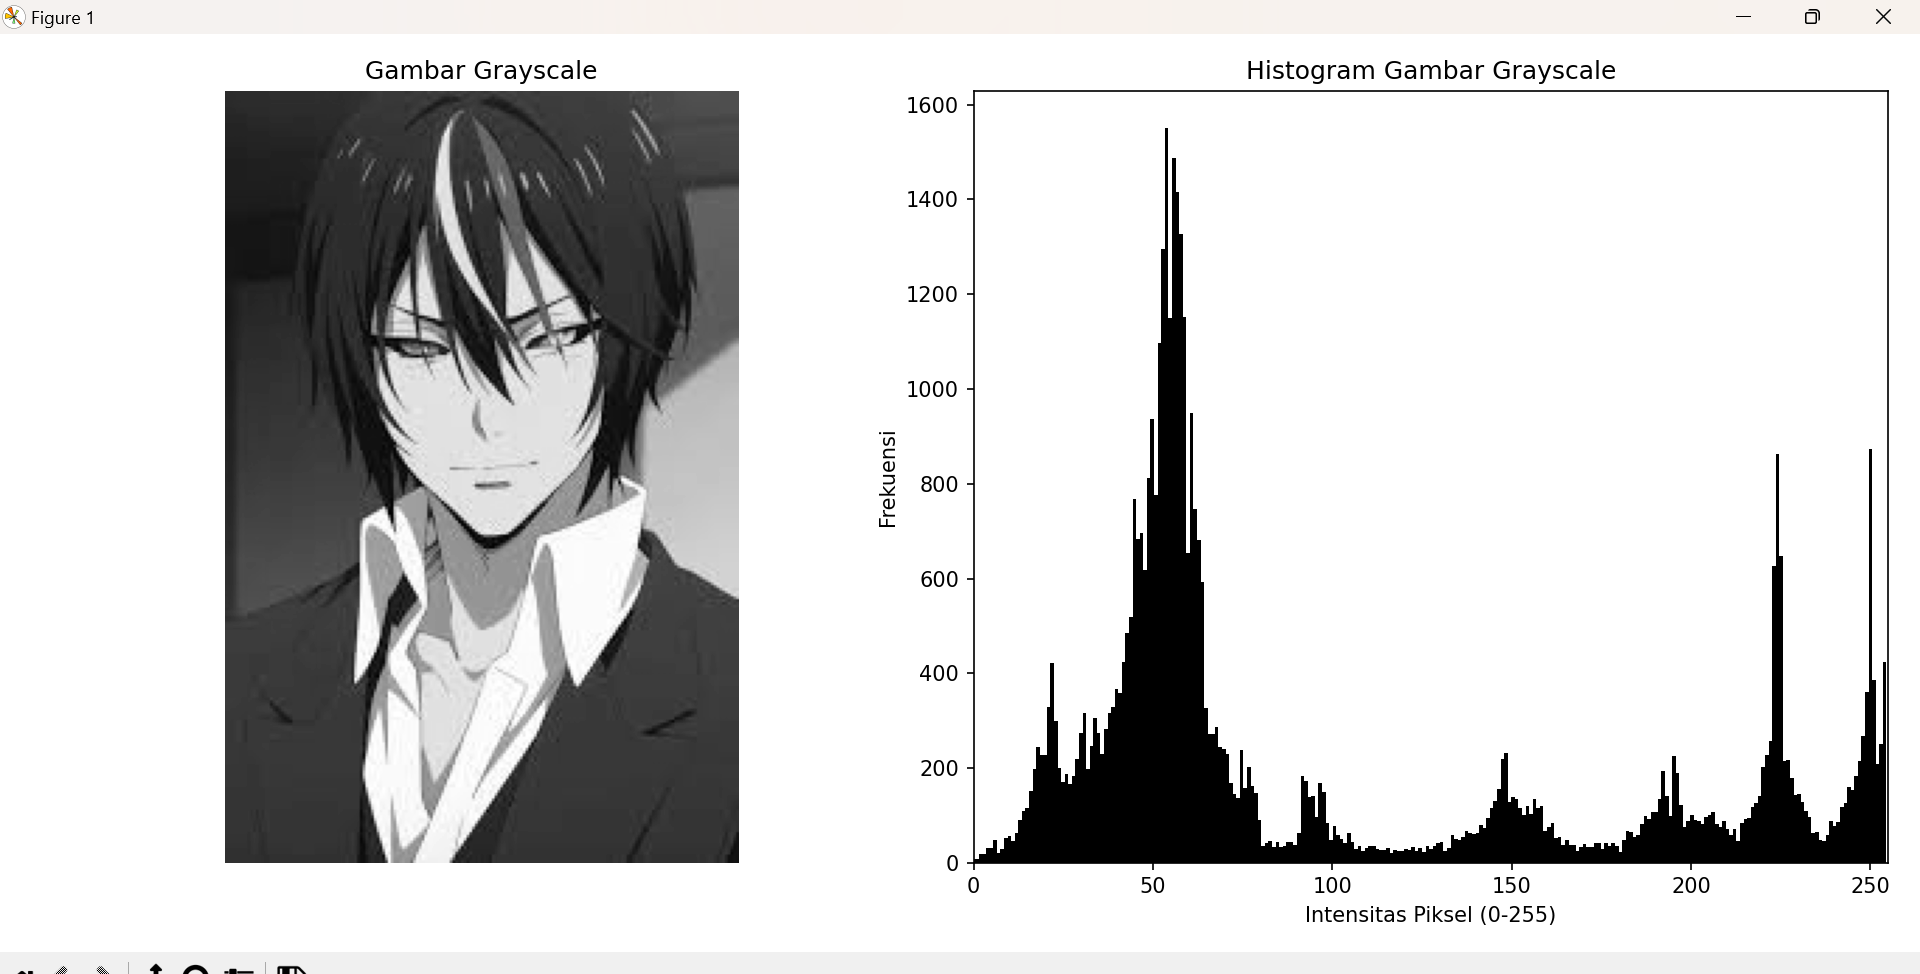 Figure 1
Gambar Grayscale
Histogram Gambar Grayscale
1600
1400
1200
1000
800
600
400
200
0
Frekuensi
0 50 100 150 200 250
Intensitas Piksel (0-255)